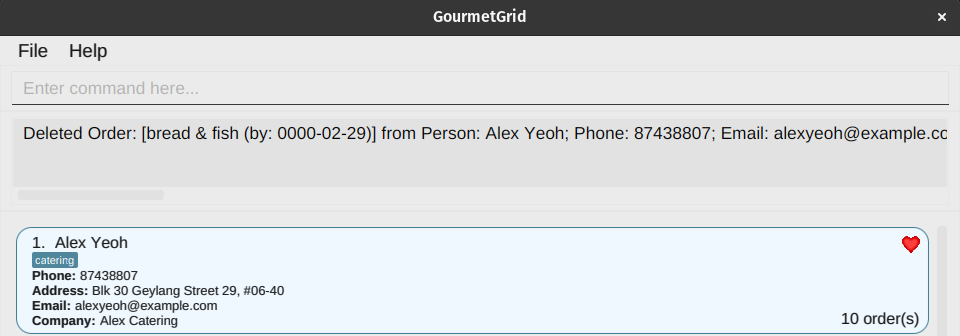 GourmetGrid ×
File Help
Enter command here...
Deleted Order: [bread & fish (by: 0000-02-29)] from Person: Alex Yeoh; Phone: 87438807; Email: alexyeoh@example.co
1. Alex Yeoh
catering
Phone: 87438807
Address: Blk 30 Geylang Street 29, #06-40
Email: alexyeoh@example.com
Company: Alex Catering
10 order(s)